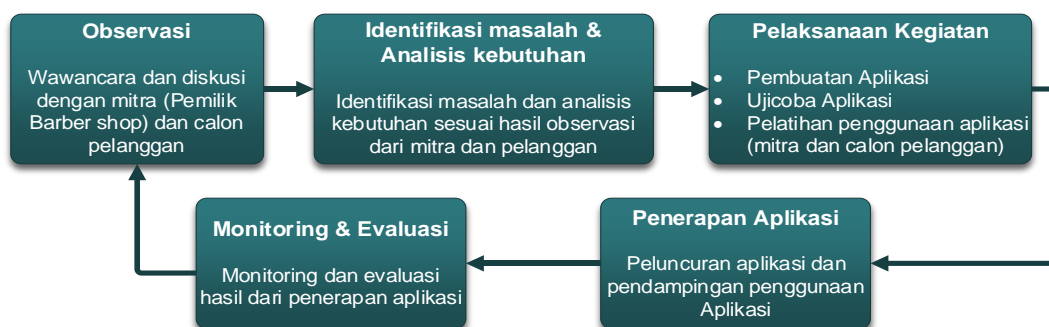 Observasi
Wawancara dan diskusi
dengan mitra (Pemilik
Barber shop) dan calon
pelanggan
Identifikasi masalah &
Analisis kebutuhan
Identifikasi masalah dan analisis
kebutuhan sesuai hasil observasi
dari mitra dan pelanggan
Pelaksanaan Kegiatan
• Pembuatan Aplikasi
• Ujicoba Aplikasi
• Pelatihan penggunaan aplikasi
(mitra dan calon pelanggan)
Penerapan Aplikasi
Peluncuran aplikasi dan
pendampingan penggunaan
Aplikasi
Monitoring & Evaluasi
Monitoring dan evaluasi
hasil dari penerapan aplikasi